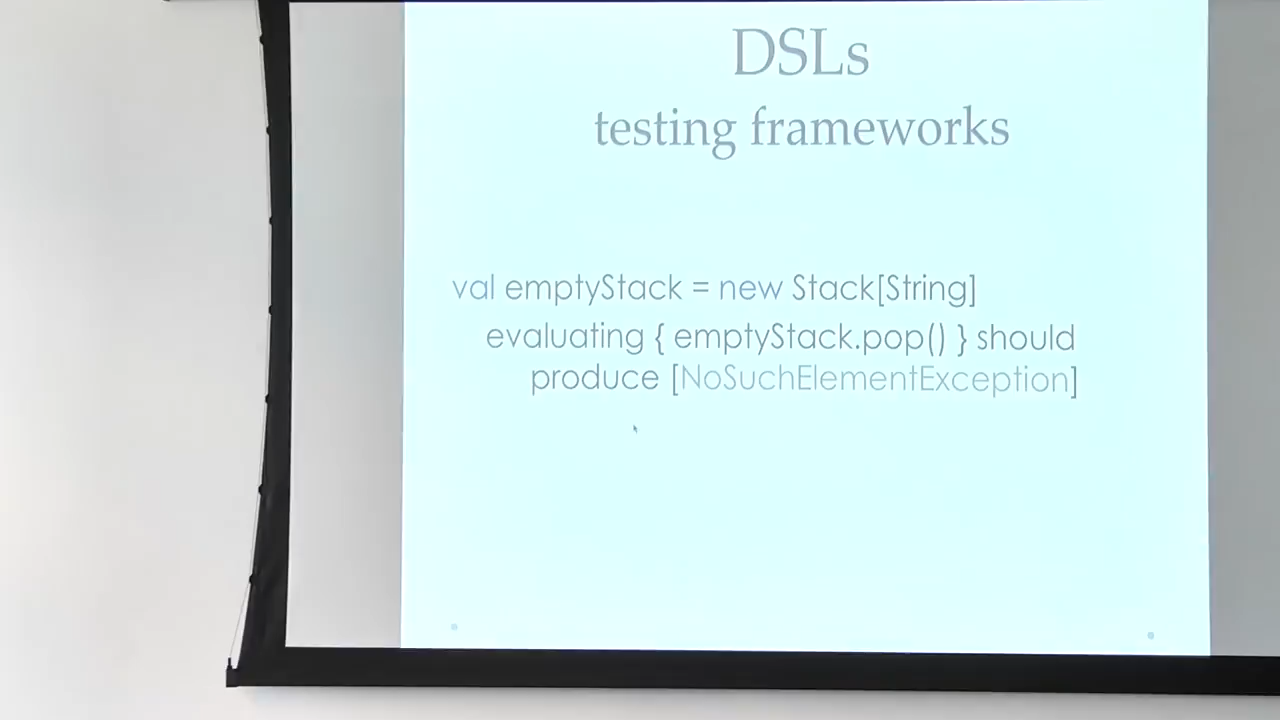 DSLs
testing frameworks
val emptyStack = new Stack[String]
evaluating { emptyStack.pop() } should
produce [NoSuchElementException]